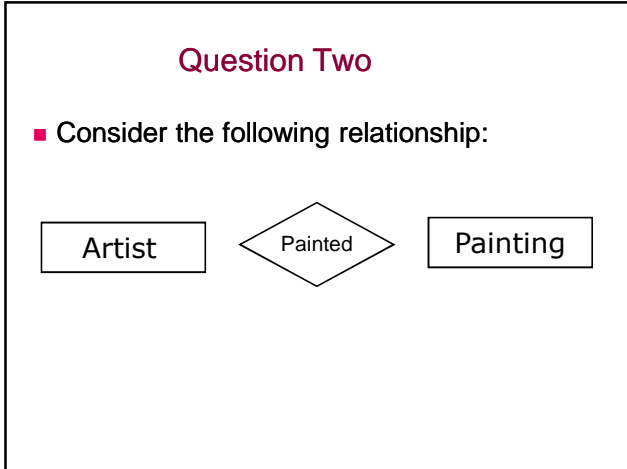 Question Two
Consider the following relationship:
Artist Painted Painting